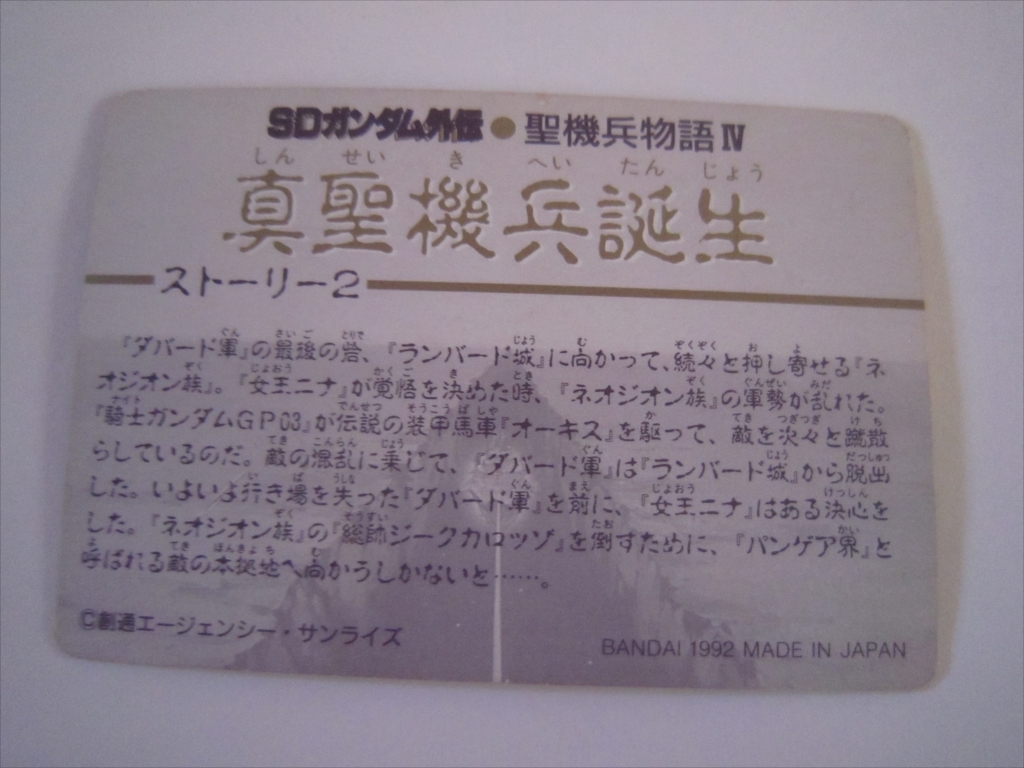 SDガンダム外伝●聖機兵物語Ⅳ
しん せい き へい たん じょう
真聖機兵誕生
ストーリー2
『ダバード軍』の最後の砦、『ランバード城』に向かって、続々と押し寄せる『ネ
オジオン族』。『女王ニナ』が覚悟を決めた時、『ネオジオン族』の軍勢が乱れた。
『騎士ガンダムGP03』が伝説の装甲馬車『オーキス』を駆って、敵を次々と蹴散
らしているのだ。敵の混乱に乗じて、『ダバード軍』は『ランバード城』から脱出
した。いよいよ行き場を失った『ダバード軍』を前に、『女王ニナ』はある決心を
した。『ネオジオン族』の『総帥ジークカロッゾ』を倒すために、『パンゲア界』と
呼ばれる敵の本拠地へ向かうしかないと……。
©創通エージェンシー・サンライズ
BANDAI 1992 MADE IN JAPAN